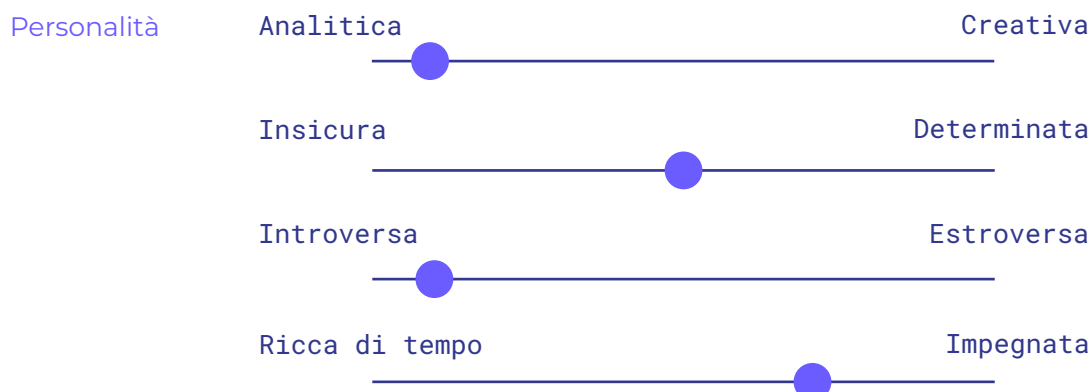 Personalità
Analitica Creativa
Insicura Determinata
Introversa Estroversa
Ricca di tempo Impegnata